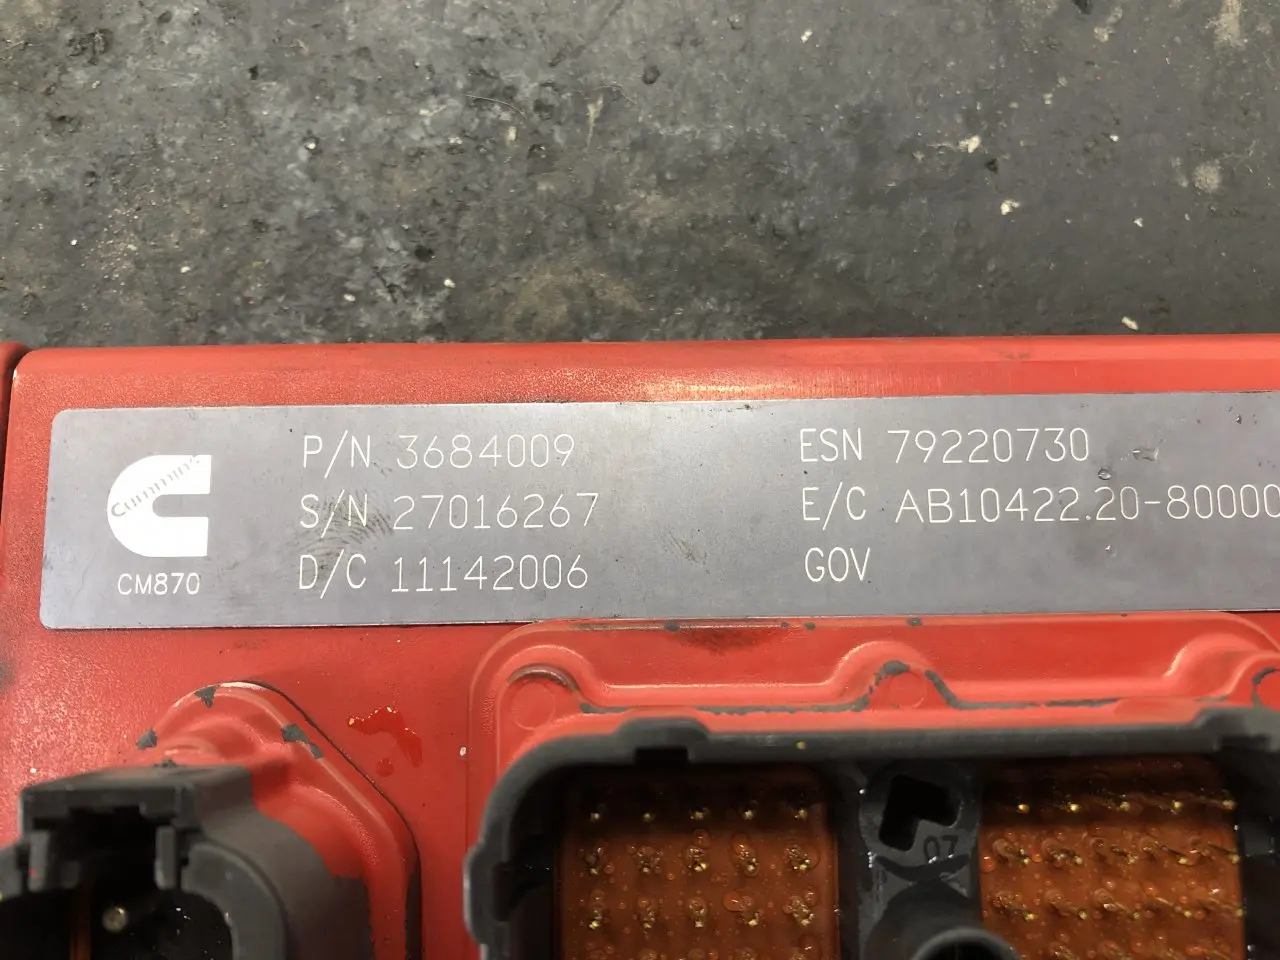 Cummins
CM870
P/N 3684009
S/N 27016267
D/C 11142006
ESN 79220730
E/C AB10422.20-80000
GOV
07